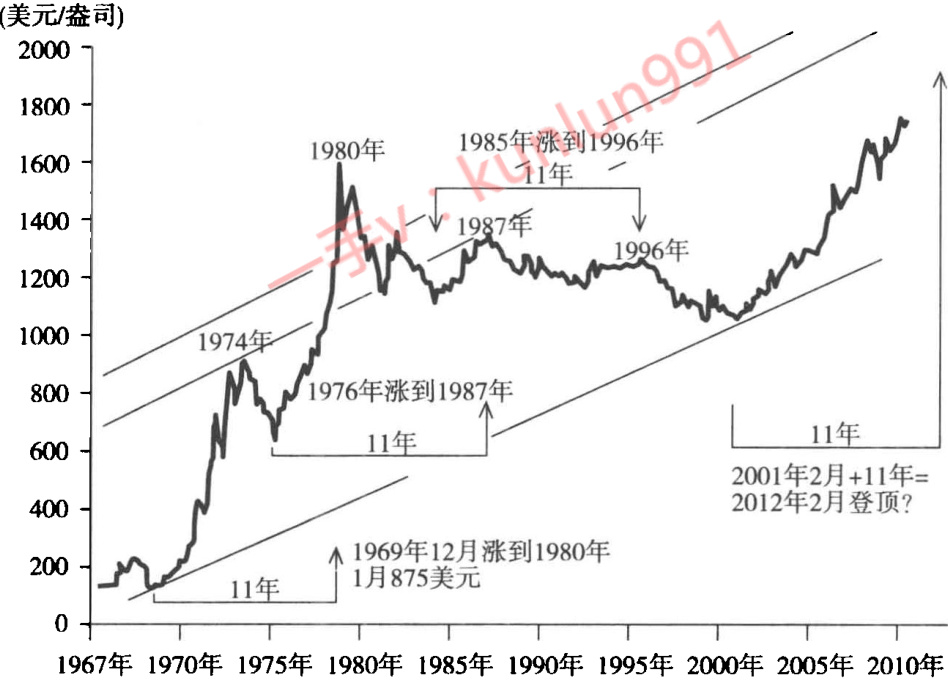 (美元/盎司)
2000
1800
1600
1400
1200
1000
800
600
400
200
0
1980年
1985年涨到1996年
11年
1987年
1996年
1974年
1976年涨到1987年
11年
11年
2001年2月+11年=
2012年2月登顶?
1969年12月涨到1980年
1月875美元
11年
1967年 1970年 1975年 1980年 1985年 1990年 1995年 2000年 2005年 2010年
一手v:kunlun991